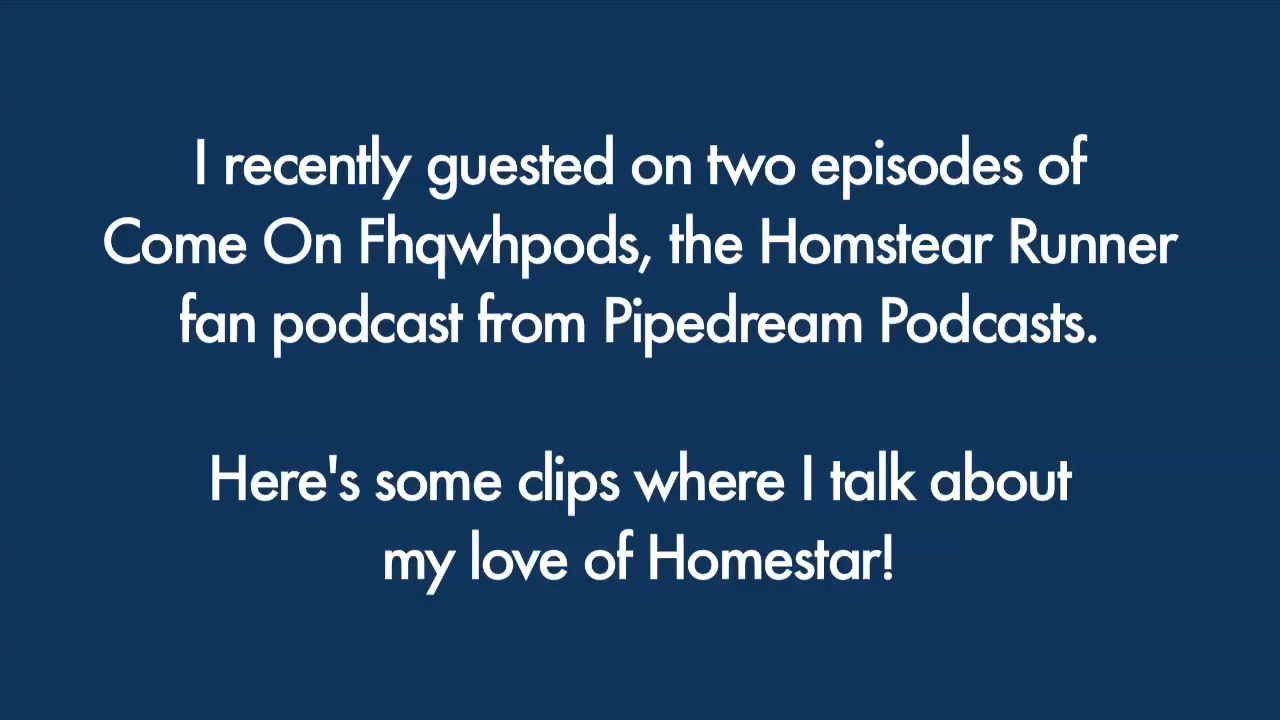 I recently guested on two episodes of
Come On Fhqwhpods, the Homstear Runner
fan podcast from Pipedream Podcasts.
Here's some clips where I talk about
my love of Homestar!